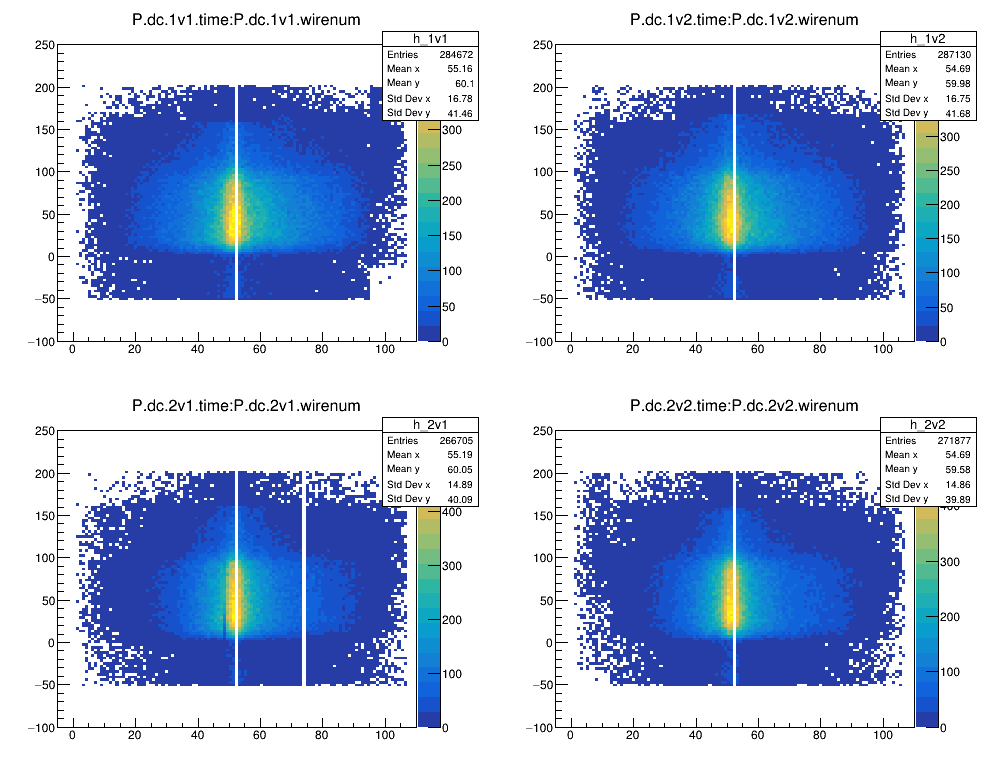 P.dc.1v1.time:P.dc.1v1.wirenum
h_1v1
Entries 284672
Mean x 55.16
Mean y 60.1
Std Dev x 16.78
Std Dev y 41.46
250
200
150
100
50
0
−50
−100
0 20 40 60 80 100
300
250
200
150
100
50
0
P.dc.1v2.time:P.dc.1v2.wirenum
h_1v2
Entries 287130
Mean x 54.69
Mean y 59.98
Std Dev x 16.75
Std Dev y 41.68
250
200
150
100
50
0
−50
−100
0 20 40 60 80 100
300
250
200
150
100
50
0
P.dc.2v1.time:P.dc.2v1.wirenum
h_2v1
Entries 266705
Mean x 55.19
Mean y 60.05
Std Dev x 14.89
Std Dev y 40.09
250
200
150
100
50
0
−50
−100
0 20 40 60 80 100
400
300
200
100
0
P.dc.2v2.time:P.dc.2v2.wirenum
h_2v2
Entries 271877
Mean x 54.69
Mean y 59.58
Std Dev x 14.86
Std Dev y 39.89
250
200
150
100
50
0
−50
−100
0 20 40 60 80 100
400
300
200
100
0